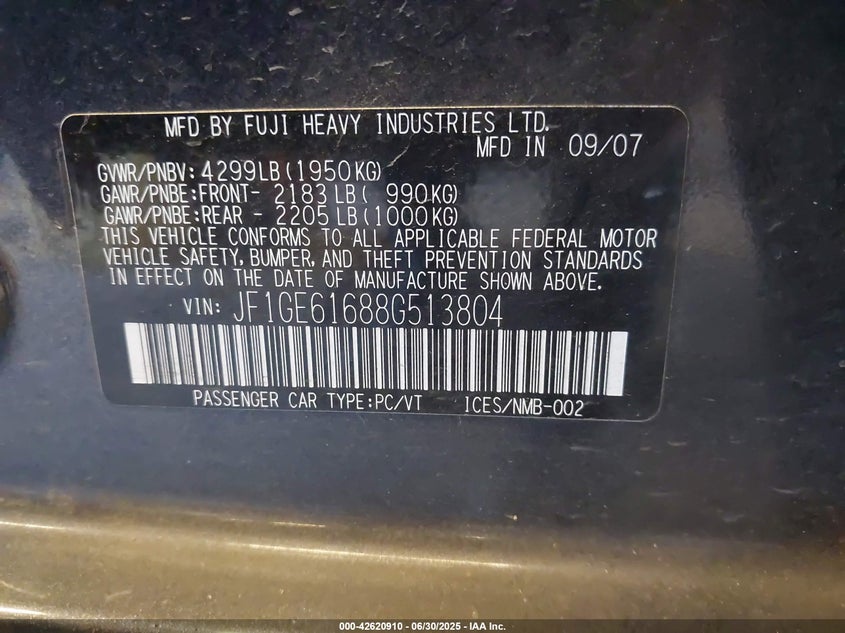 MFD BY FUJI HEAVY INDUSTRIES LTD.
MFD IN 09/07
GVWR/PNBV: 4299LB (1950KG)
GAWR/PNBE: FRONT- 2183 LB ( 990KG)
GAWR/PNBE: REAR - 2205 LB (1000KG)
THIS VEHICLE CONFORMS TO ALL APPLICABLE FEDERAL MOTOR
VEHICLE SAFETY, BUMPER, AND THEFT PREVENTION STANDARDS
IN EFFECT ON THE DATE OF MANUFACTURE SHOWN ABOVE.
VIN: JF1GE61688G513804
PASSENGER CAR TYPE:PC/VT ICES/NMB-002
000-42620910 - 06/30/2025 - IAA Inc.